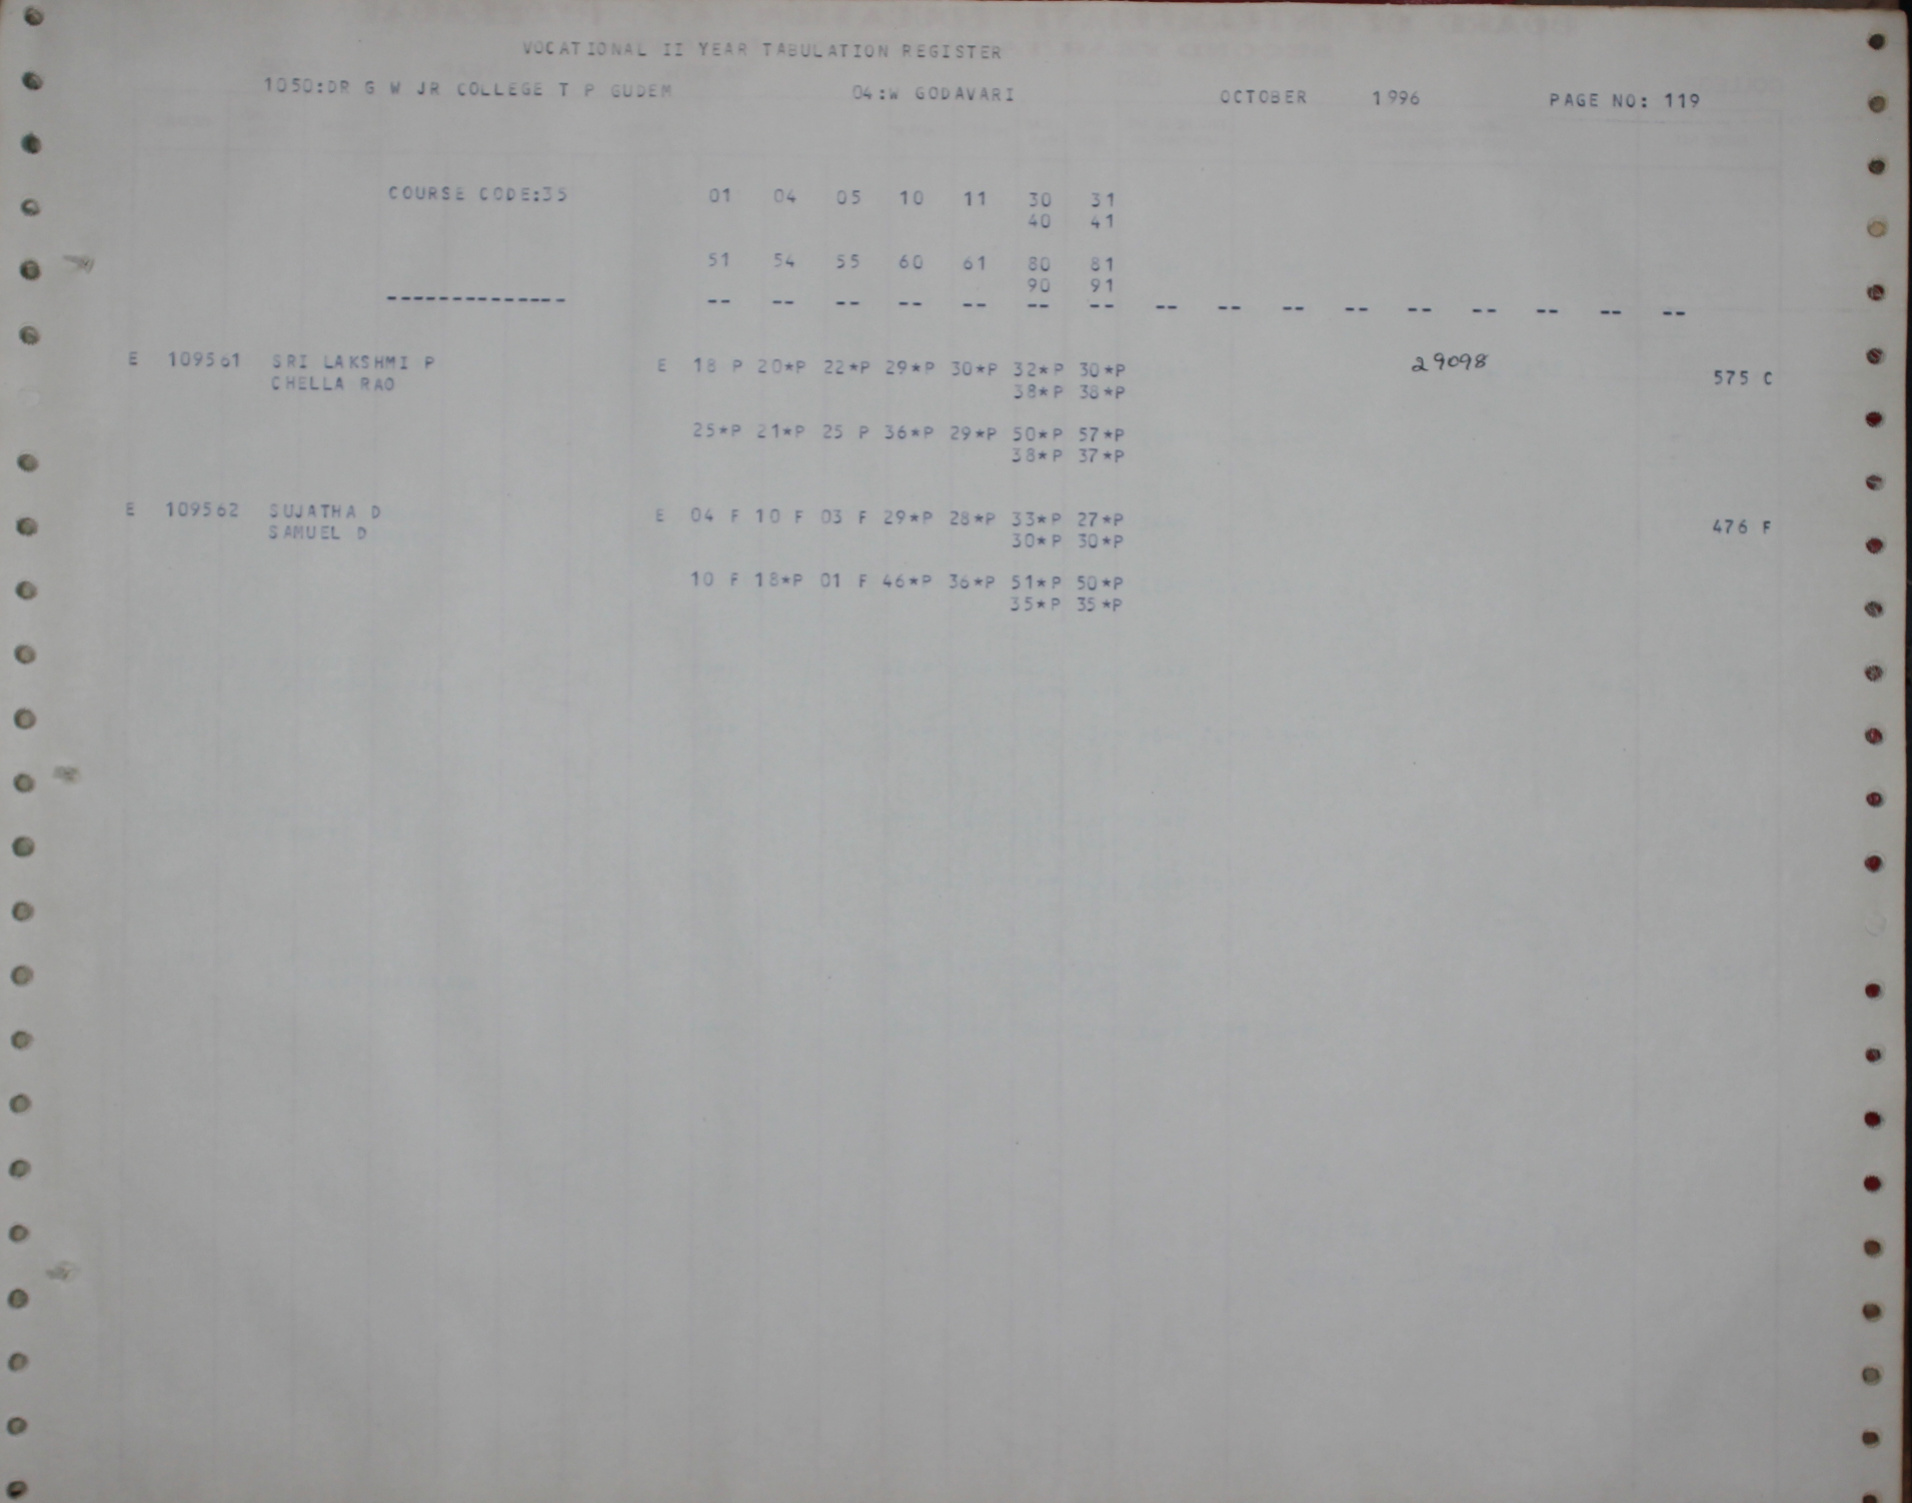 VOCATIONAL II YEAR TABULATION REGISTER
1050:DR G W JR COLLEGE T P GUDEM 04:W GODAVARI OCTOBER 1996 PAGE NO: 119
COURSE CODE:35 01 04 05 10 11 30 31
40 41
51 54 55 60 61 80 81
90 91
-------------- -- -- -- -- -- -- -- -- -- -- -- -- -- -- -- --
E 109561 SRI LAKSHMI P E 18 P 20*P 22*P 29*P 30*P 32*P 30*P 29098 575 C
CHELLA RAO 38*P 38*P
25*P 21*P 25 P 36*P 29*P 50*P 57*P
38*P 37*P
E 109562 SUJATHA D E 04 F 10 F 03 F 29*P 28*P 33*P 27*P 476 F
SAMUEL D 30*P 30*P
10 F 18*P 01 F 46*P 36*P 51*P 50*P
35*P 35*P